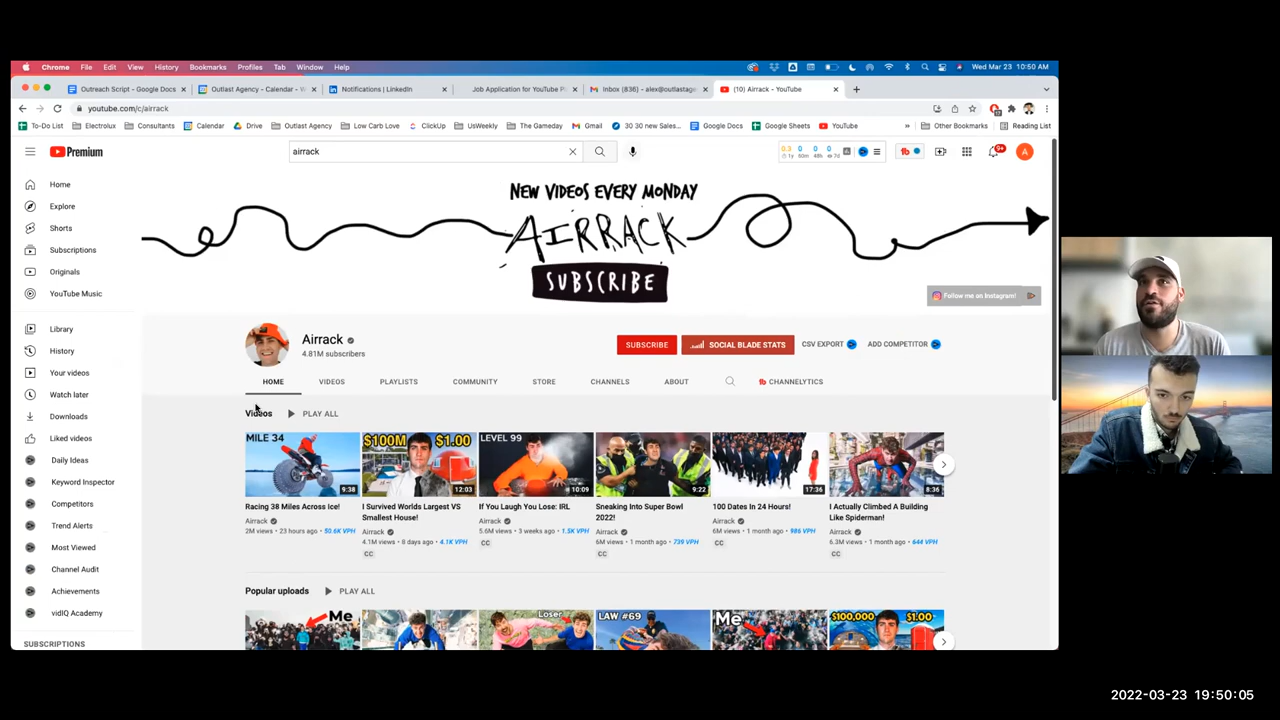 Chrome File Edit View History Bookmarks Profiles Tab Window Help Wed Mar 23 10:50 AM
Outreach Script - Google Docs Outlast Agency - Calendar - Notifications | LinkedIn Job Application for YouTube Inbox (836) - alex@outlastage (10) Airrack - YouTube
youtube.com/c/airrack
To-Do List Electrolux Consultants Calendar Drive Outlast Agency Low Carb Love ClickUp UsWeekly The Gameday Gmail 30 30 new Sales... Google Docs Google Sheets YouTube » Other Bookmarks Reading List
Premium airrack 9+ A
Home
Explore
Shorts
Subscriptions
Originals
YouTube Music
Library
History
Your videos
Watch later
Downloads
Liked videos
Daily Ideas
Keyword Inspector
Competitors
Trend Alerts
Most Viewed
Channel Audit
Achievements
vidIQ Academy
SUBSCRIPTIONS
NEW VIDEOS EVERY MONDAY
AIRRACK
SUBSCRIBE
Follow me on Instagram!
Airrack
4.81M subscribers
SUBSCRIBE SOCIAL BLADE STATS CSV EXPORT ADD COMPETITOR
HOME VIDEOS PLAYLISTS COMMUNITY STORE CHANNELS ABOUT CHANNELYTICS
Videos PLAY ALL
MILE 34 $100M $1.00 LEVEL 99
9:38 12:03 10:09 9:22 17:36 8:36
Racing 38 Miles Across Ice!
Airrack
2M views • 23 hours ago • 50.6K VPH
I Survived Worlds Largest VS
Smallest House!
Airrack
4.1M views • 8 days ago • 4.1K VPH
CC
If You Laugh You Lose: IRL
Airrack
5.6M views • 3 weeks ago • 1.5K VPH
CC
Sneaking Into Super Bowl
2022!
Airrack
6M views • 1 month ago • 739 VPH
CC
100 Dates In 24 Hours!
Airrack
6M views • 1 month ago • 986 VPH
CC
I Actually Climbed A Building
Like Spiderman!
Airrack
6.3M views • 1 month ago • 644 VPH
CC
Popular uploads PLAY ALL
Me Loser LAW #69 Me $100,000 $1.00
2022-03-23 19:50:05